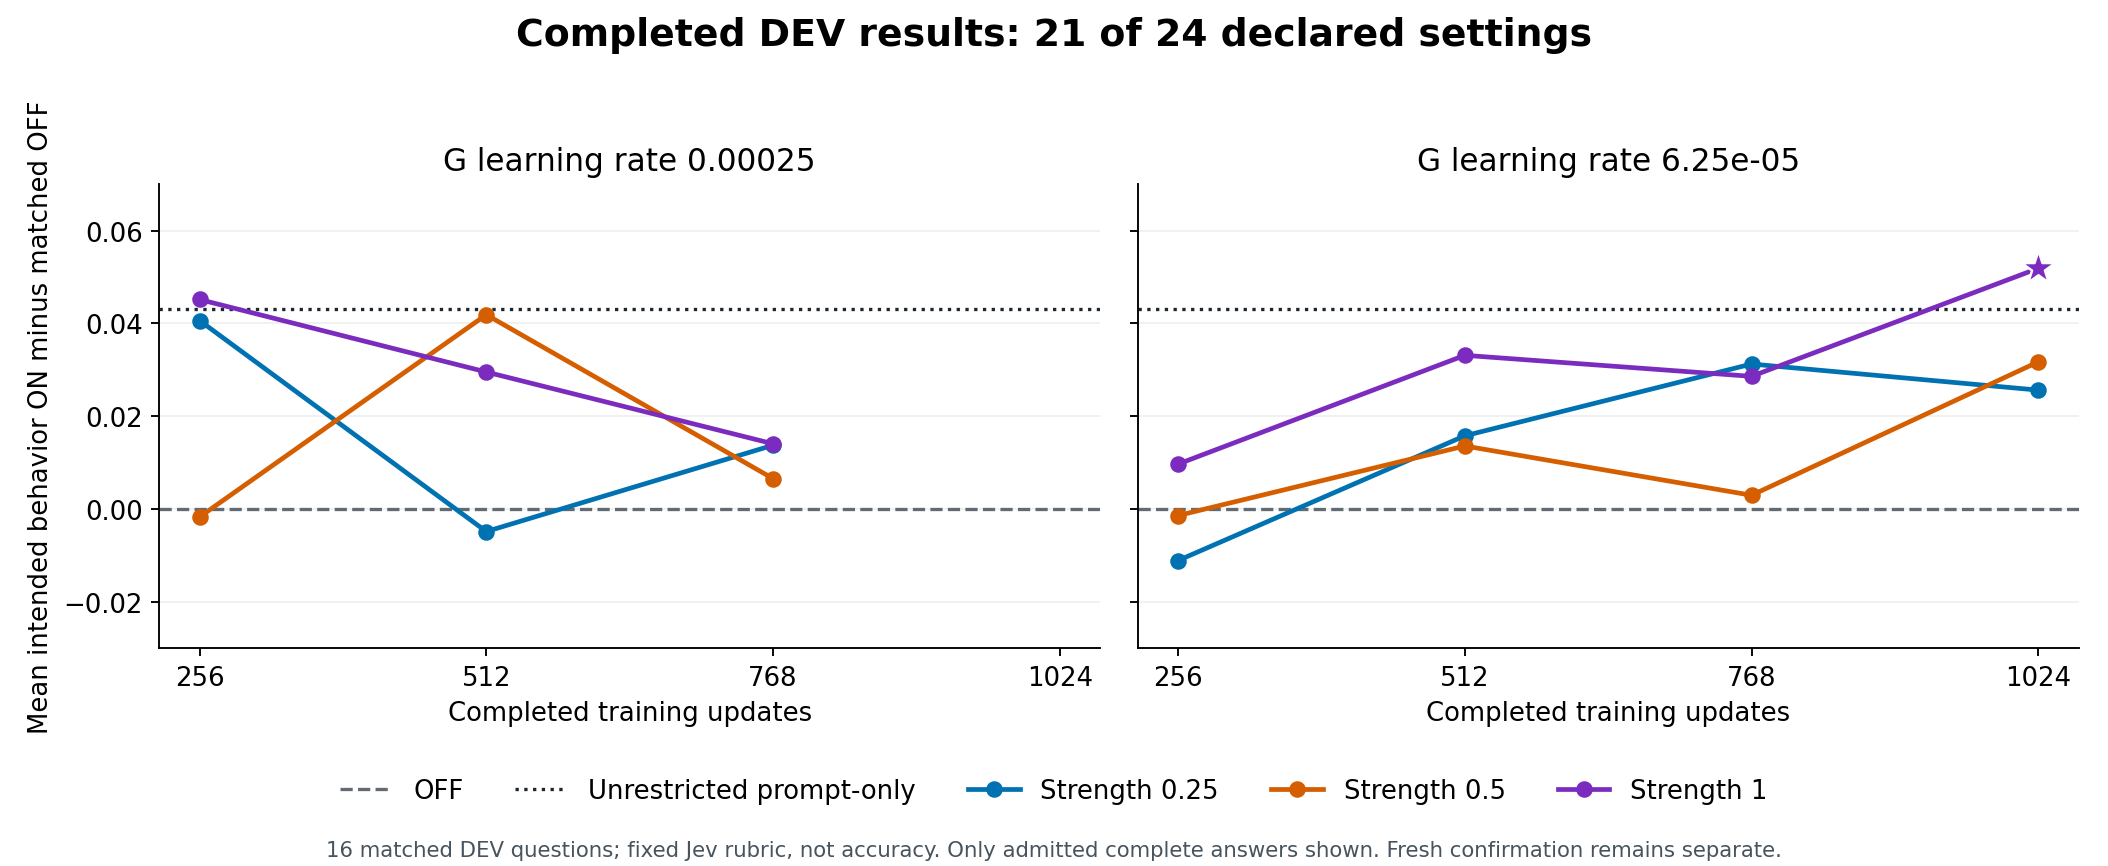 Completed DEV results: 21 of 24 declared settings
Mean intended behavior ON minus matched OFF
G learning rate 0.00025
0.06
0.04
0.02
0.00
−0.02
256 512 768 1024
Completed training updates
G learning rate 6.25e-05
256 512 768 1024
Completed training updates
OFF Unrestricted prompt-only Strength 0.25 Strength 0.5 Strength 1
16 matched DEV questions; fixed Jev rubric, not accuracy. Only admitted complete answers shown. Fresh confirmation remains separate.